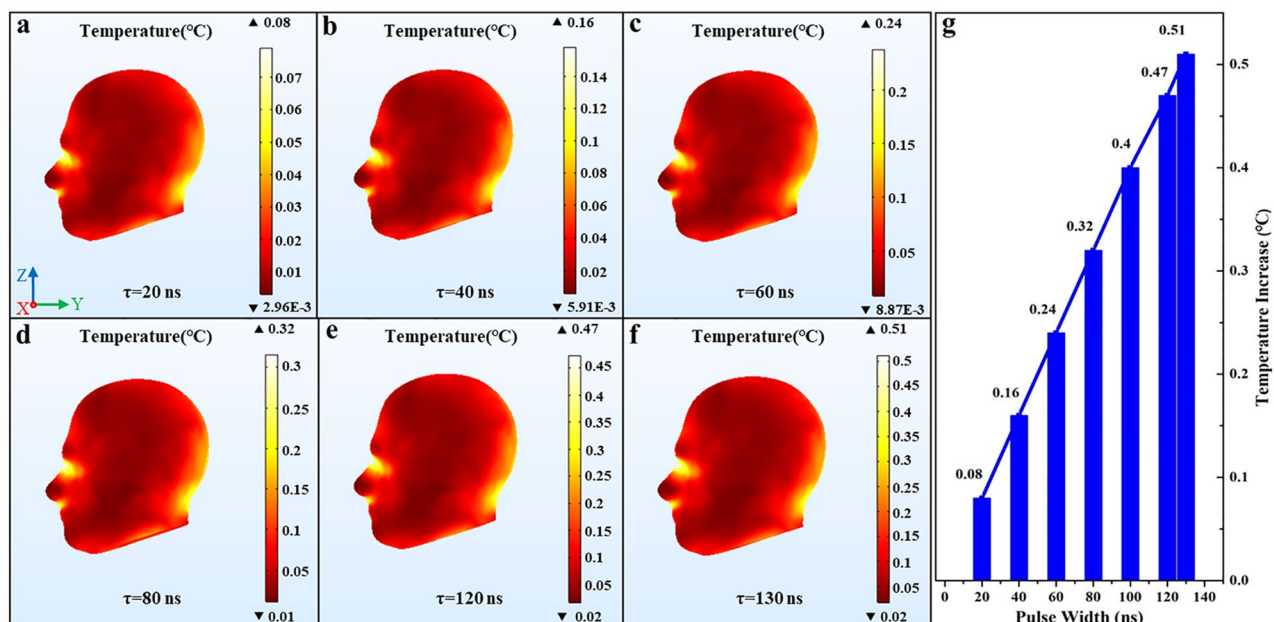 a
Temperature(°C)
▲ 0.08
0.07
0.06
0.05
0.04
0.03
0.02
0.01
▼ 2.96E-3
Z
X
Y
τ=20 ns
b
Temperature(°C)
▲ 0.16
0.14
0.12
0.1
0.08
0.06
0.04
0.02
▼ 5.91E-3
τ=40 ns
c
Temperature(°C)
▲ 0.24
0.2
0.15
0.1
0.05
▼ 8.87E-3
τ=60 ns
d
Temperature(°C)
▲ 0.32
0.3
0.25
0.2
0.15
0.1
0.05
▼ 0.01
τ=80 ns
e
Temperature(°C)
▲ 0.47
0.45
0.4
0.35
0.3
0.25
0.2
0.15
0.1
0.05
▼ 0.02
τ=120 ns
f
Temperature(°C)
▲ 0.51
0.5
0.45
0.4
0.35
0.3
0.25
0.2
0.15
0.1
0.05
▼ 0.02
τ=130 ns
g
0.51
0.47
0.4
0.32
0.24
0.16
0.08
0.5
0.4
0.3
0.2
0.1
0.0
Temperature Increase (°C)
0 20 40 60 80 100 120 140
Pulse Width (ns)